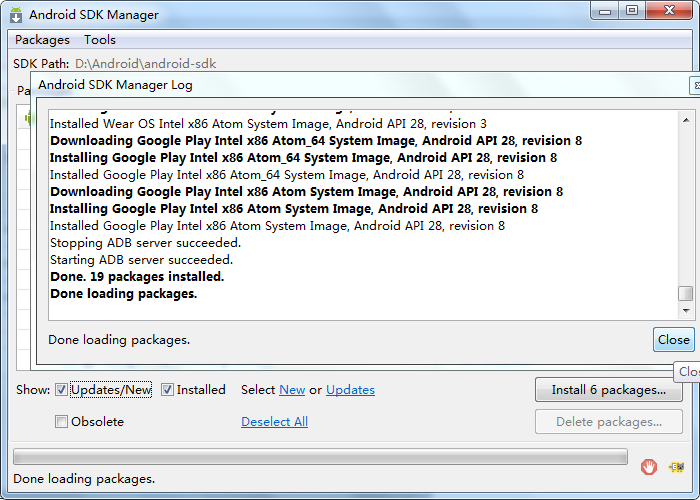 Android SDK Manager
Packages Tools
SDK Path: D:\Android\android-sdk
Pa
Android SDK Manager Log
Installed Wear OS Intel x86 Atom System Image, Android API 28, revision 3
Downloading Google Play Intel x86 Atom_64 System Image, Android API 28, revision 8
Installing Google Play Intel x86 Atom_64 System Image, Android API 28, revision 8
Installed Google Play Intel x86 Atom_64 System Image, Android API 28, revision 8
Downloading Google Play Intel x86 Atom System Image, Android API 28, revision 8
Installing Google Play Intel x86 Atom System Image, Android API 28, revision 8
Installed Google Play Intel x86 Atom System Image, Android API 28, revision 8
Stopping ADB server succeeded.
Starting ADB server succeeded.
Done. 19 packages installed.
Done loading packages.
Done loading packages.
Close
Clos
Show: Updates/New Installed Select New or Updates Install 6 packages...
Obsolete Deselect All Delete packages...
Done loading packages.